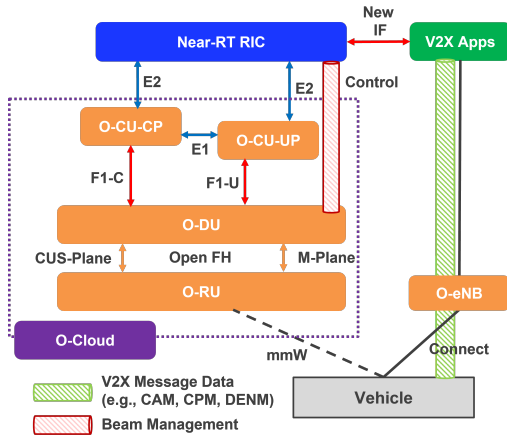 New
IF
Near-RT RIC
V2X Apps
E2
E2
Control
O-CU-CP
O-CU-UP
E1
F1-C
F1-U
O-DU
CUS-Plane
Open FH
M-Plane
O-RU
O-eNB
O-Cloud
mmW
Connect
V2X Message Data
(e.g., CAM, CPM, DENM)
Vehicle
Beam Management